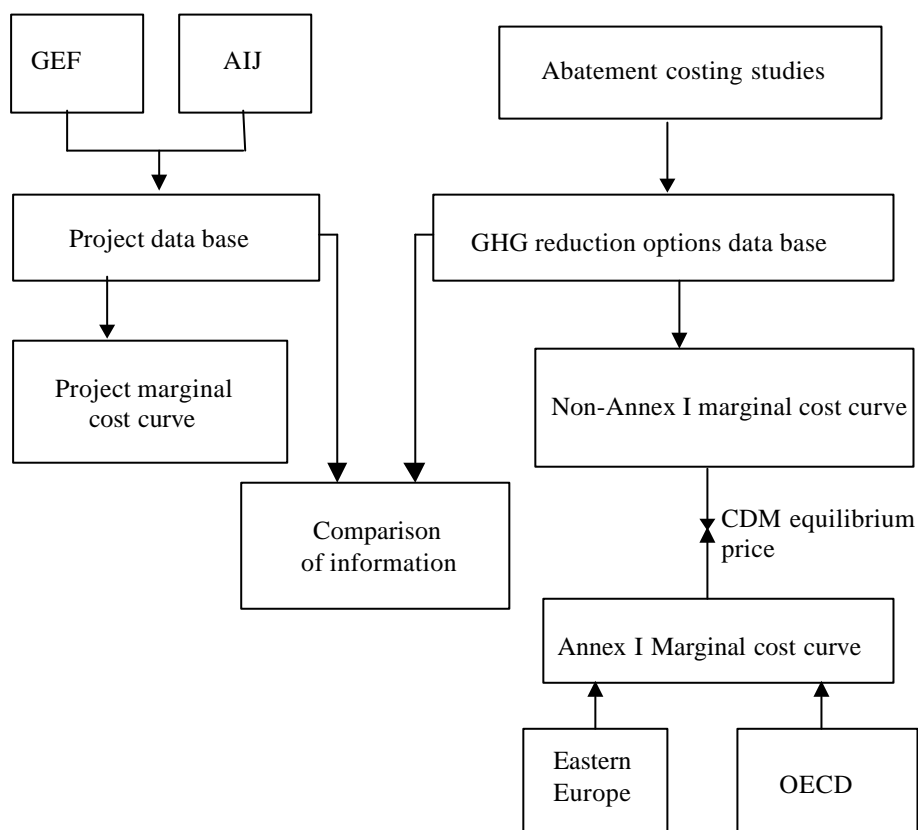 GEF
AIJ
Abatement costing studies
Project data base
GHG reduction options data base
Project marginal
cost curve
Non-Annex I marginal cost curve
Comparison
of information
CDM equilibrium
price
Annex I Marginal cost curve
Eastern
Europe
OECD